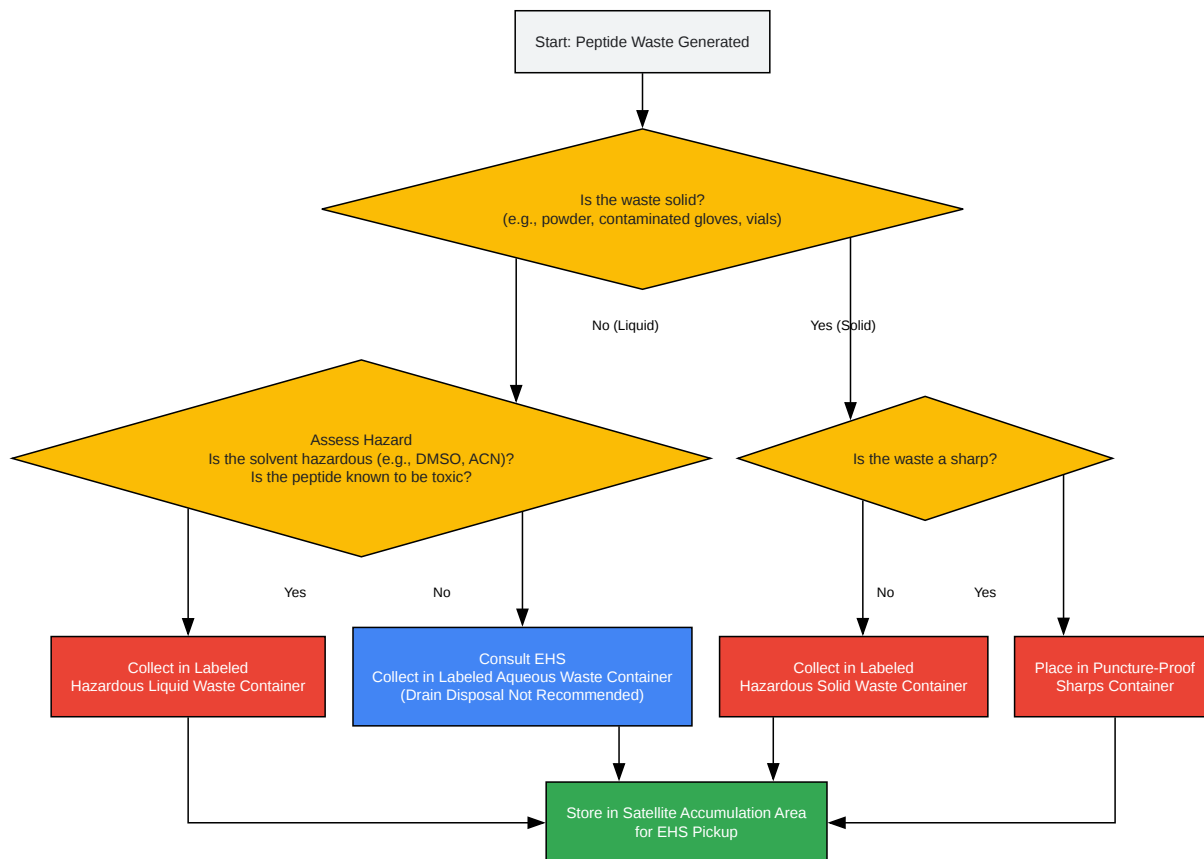 Start: Peptide Waste Generated
Is the waste solid?
(e.g., powder, contaminated gloves, vials)
No (Liquid)
Yes (Solid)
Assess Hazard
Is the solvent hazardous (e.g., DMSO, ACN)?
Is the peptide known to be toxic?
Is the waste a sharp?
Yes
No
No
Yes
Collect in Labeled
Hazardous Liquid Waste Container
Consult EHS
Collect in Labeled Aqueous Waste Container
(Drain Disposal Not Recommended)
Collect in Labeled
Hazardous Solid Waste Container
Place in Puncture-Proof
Sharps Container
Store in Satellite Accumulation Area
for EHS Pickup